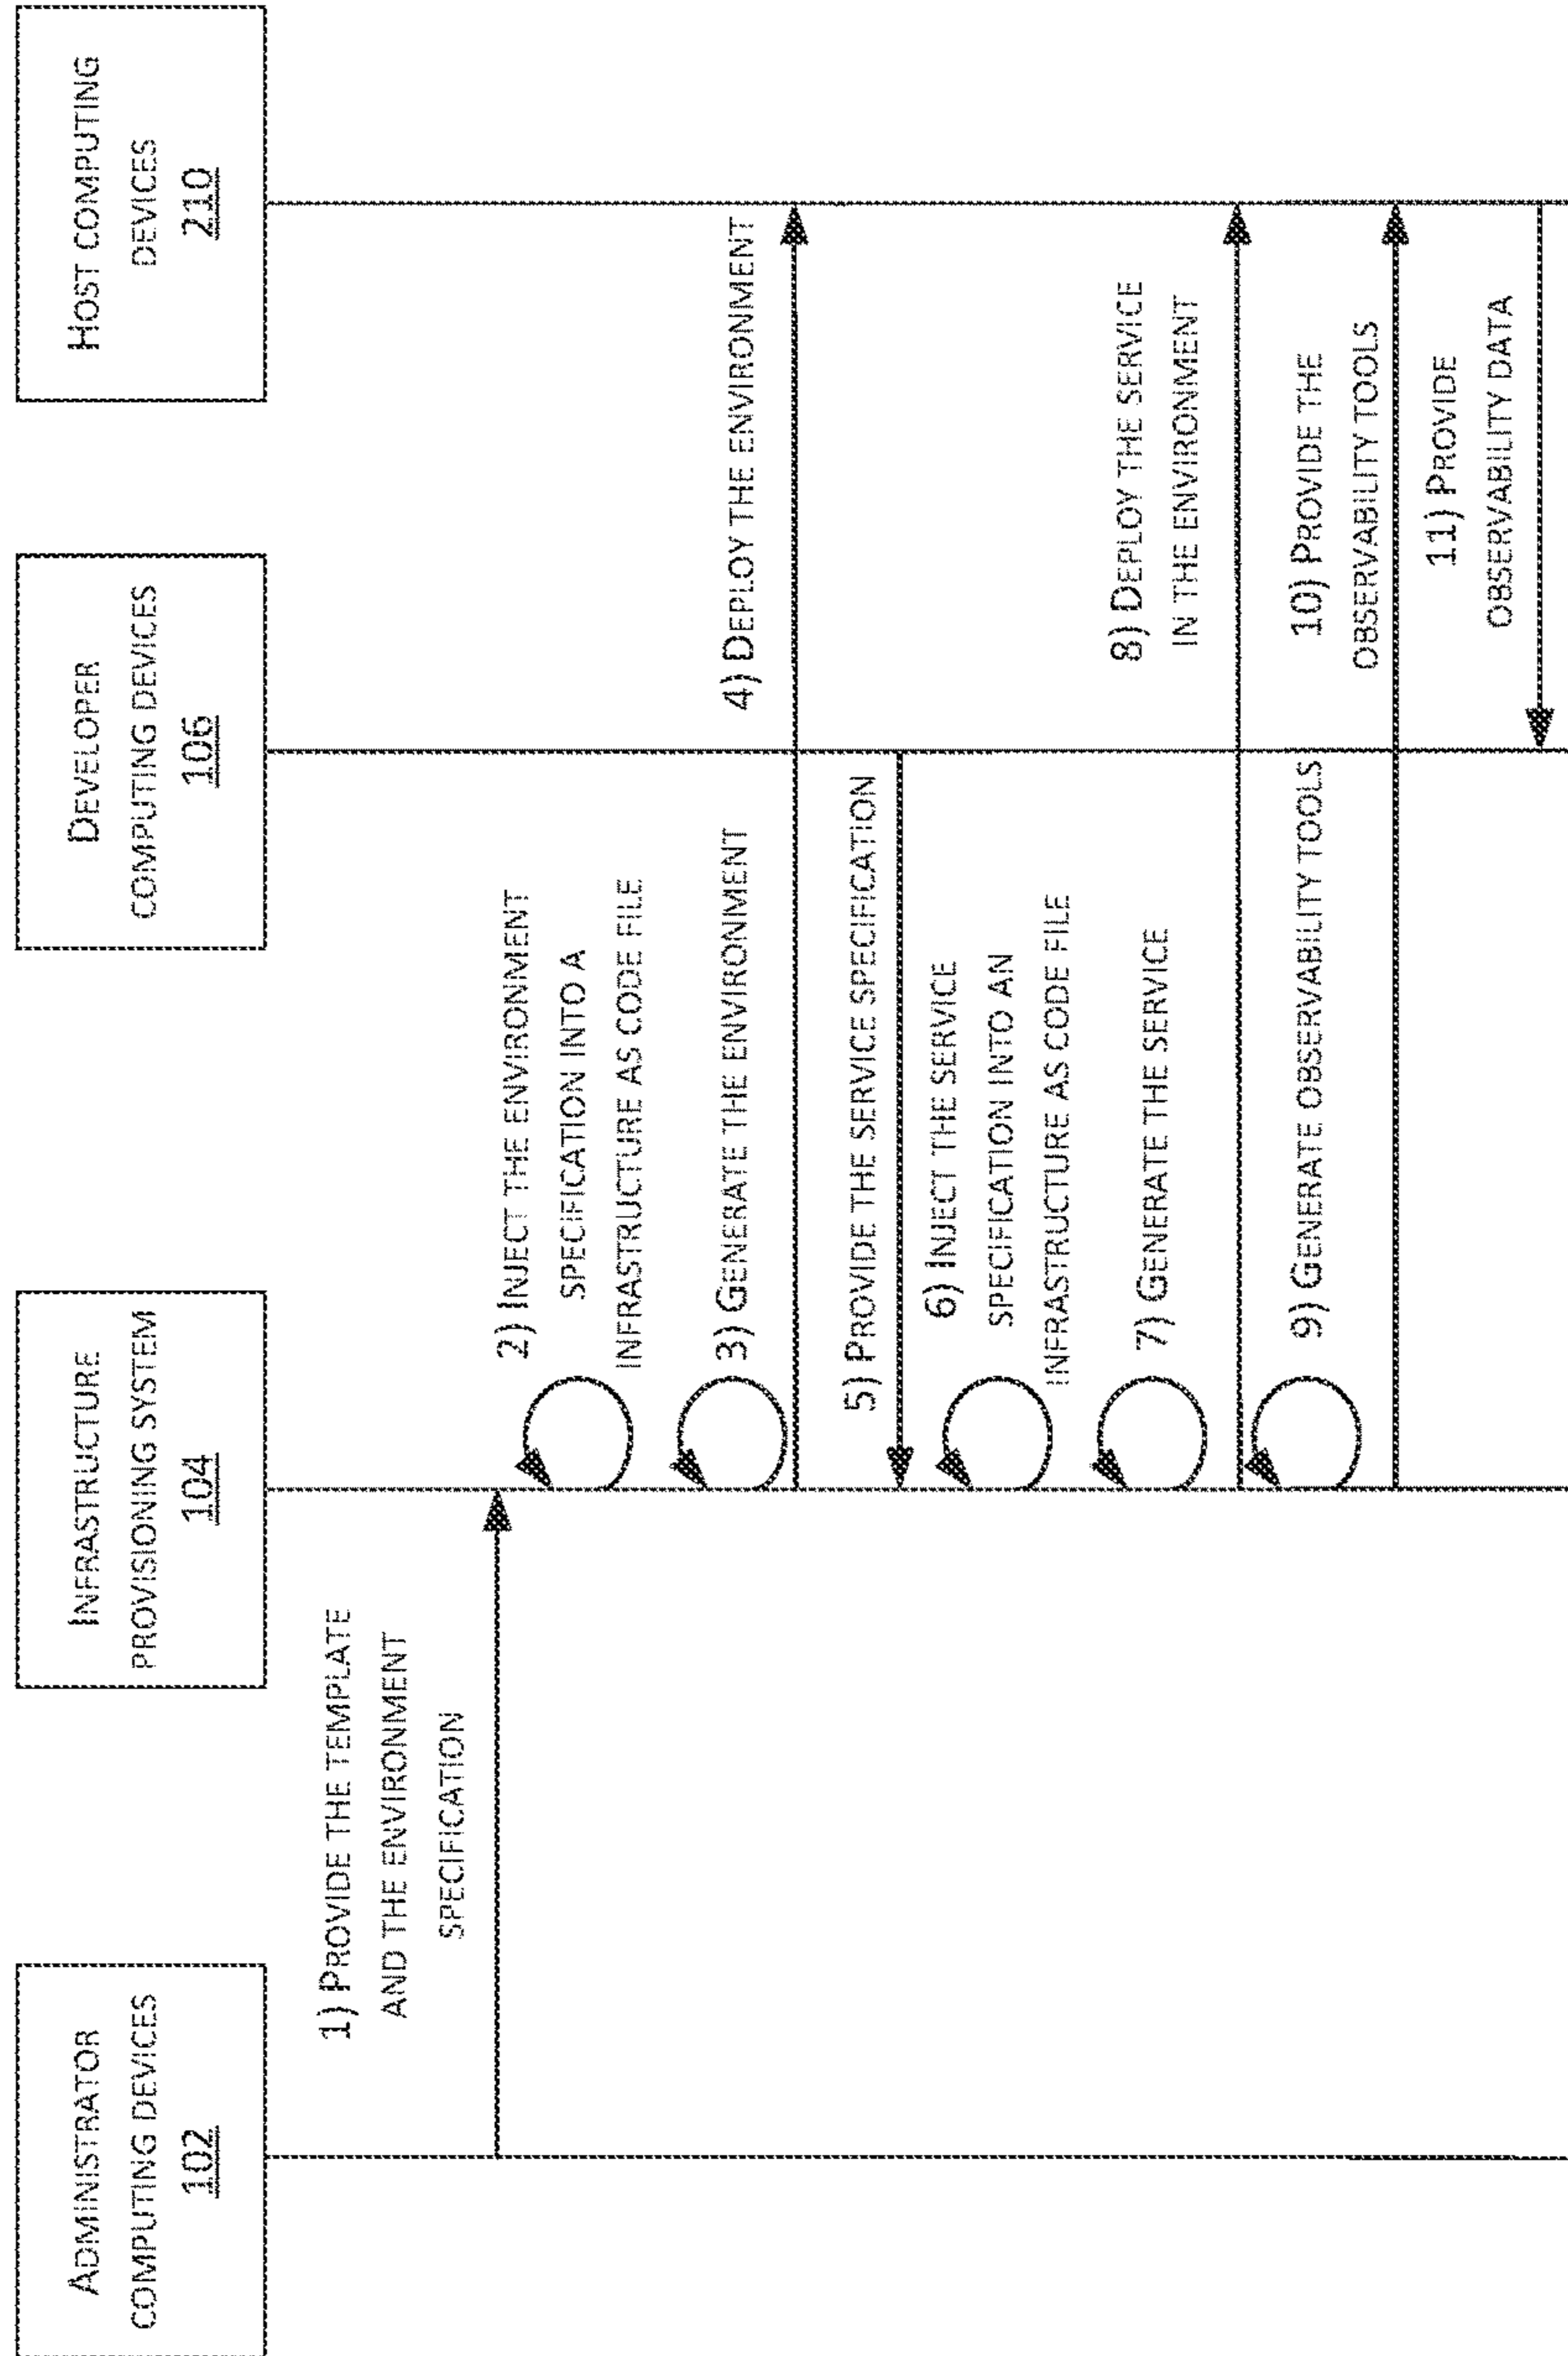 ADMINISTRATOR
COMPUTING DEVICES
102
INFRASTRUCTURE
PROVISIONING SYSTEM
104
DEVELOPER
COMPUTING DEVICES
106
HOST COMPUTING
DEVICES
210
1) PROVIDE THE TEMPLATE
AND THE ENVIRONMENT
SPECIFICATION
2) INJECT THE ENVIRONMENT
SPECIFICATION INTO A
INFRASTRUCTURE AS CODE FILE
3) GENERATE THE ENVIRONMENT
4) DEPLOY THE ENVIRONMENT
5) PROVIDE THE SERVICE SPECIFICATION
6) INJECT THE SERVICE
SPECIFICATION INTO AN
INFRASTRUCTURE AS CODE FILE
7) GENERATE THE SERVICE
8) DEPLOY THE SERVICE
IN THE ENVIRONMENT
9) GENERATE OBSERVABILITY TOOLS
10) PROVIDE THE
OBSERVABILITY TOOLS
11) PROVIDE
OBSERVABILITY DATA